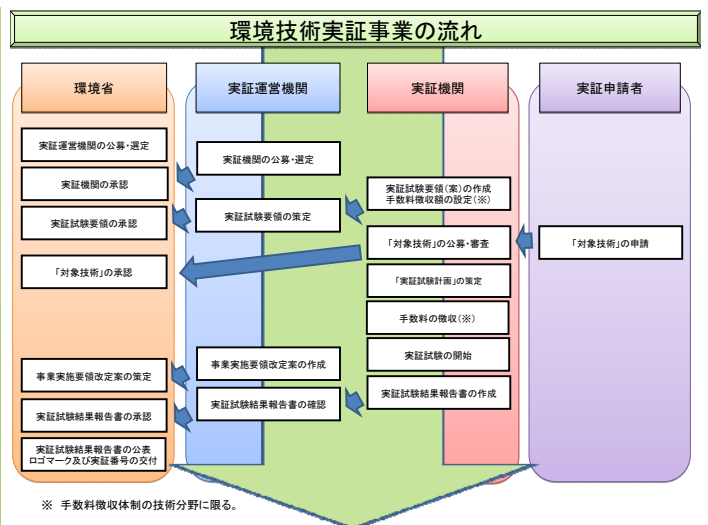 環境技術実証事業の流れ
環境省
実証運営機関
実証機関
実証申請者
実証運営機関の公募・選定
実証機関の公募・選定
実証機関の承認
実証試験要領(案)の作成
手数料徴収額の設定(※)
実証試験要領の承認
実証試験要領の策定
「対象技術」の公募・審査
「対象技術」の申請
「対象技術」の承認
「実証試験計画」の策定
手数料の徴収(※)
実証試験の開始
事業実施要領改定案の策定
事業実施要領改定案の作成
実証試験結果報告書の作成
実証試験結果報告書の承認
実証試験結果報告書の確認
実証試験結果報告書の公表
ロゴマーク及び実証番号の交付
※ 手数料徴収体制の技術分野に限る。